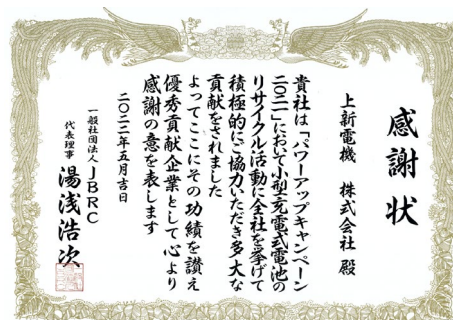 感謝状
上新電機 株式会社 殿
貴社は「パワーアップキャンペーン
二〇二一」において小型充電式電池の
リサイクル活動に全社を挙げて
積極的にご協力いただき多大な
貢献をされました
よってここにその功績を讃え
優秀貢献企業として心より
感謝の意を表します
二〇二二年五月吉日
一般社団法人JBRC
代表理事 湯浅浩次